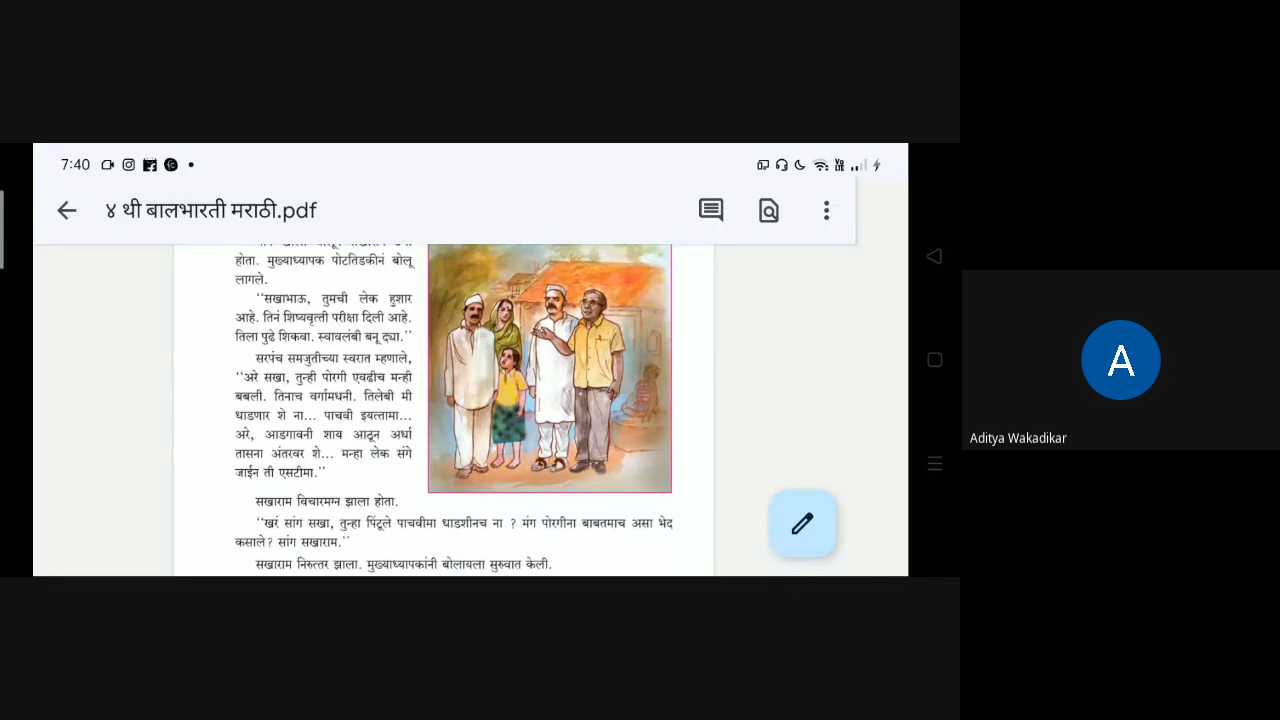 7:40
४ थी बालभारती मराठी.pdf
होता. मुख्याध्यापक पोटतिडकीनं बोलू
लागले.
‘‘सखाभाऊ, तुमची लेक हुशार
आहे. तिनं शिष्यवृत्ती परीक्षा दिली आहे.
तिला पुढे शिकवा. स्वावलंबी बनू द्या.’’
सरपंच समजुतीच्या स्वरात म्हणाले,
‘‘अरे सखा, तुन्ही पोरगी एवढीच मन्ही
बबली. तिनाच वर्गामधनी. तिलेबी मी
धाडणार शे ना... पाचवी इयत्तामा...
अरे, आडगावनी शाय आठून अर्धा
तासना अंतरवर शे... मन्हा लेक संगे
जाईन ती एसटीमा.’’
सखाराम विचारमग्न झाला होता.
‘‘खरं सांग सखा, तुन्हा पिंटूले पाचवीमा धाडशीनच ना ? मंग पोरगीना बाबतमाच असा भेद
कसाले? सांग सखाराम.’’
सखाराम निरुत्तर झाला. मुख्याध्यापकांनी बोलायला सुरुवात केली.
A
Aditya Wakadikar